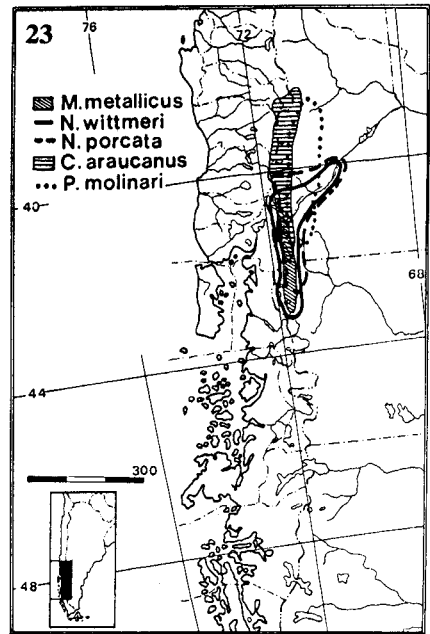 23
76
72
M.metallicus
N.wittmeri
N.porcata
C.araucanus
P.molinari
40
68
44
300
48